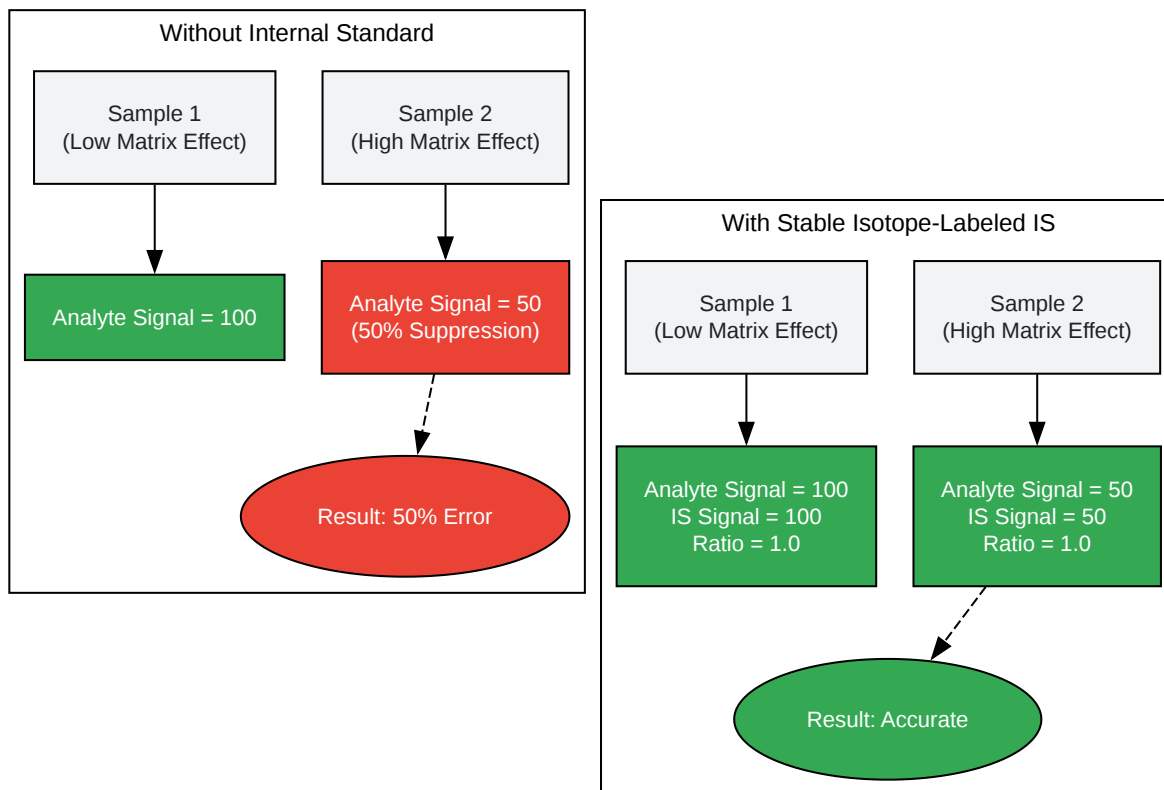 Without Internal Standard
Sample 1
(Low Matrix Effect)
Sample 2
(High Matrix Effect)
Analyte Signal = 100
Analyte Signal = 50
(50% Suppression)
Result: 50% Error
With Stable Isotope-Labeled IS
Sample 1
(Low Matrix Effect)
Sample 2
(High Matrix Effect)
Analyte Signal = 100
IS Signal = 100
Ratio = 1.0
Analyte Signal = 50
IS Signal = 50
Ratio = 1.0
Result: Accurate